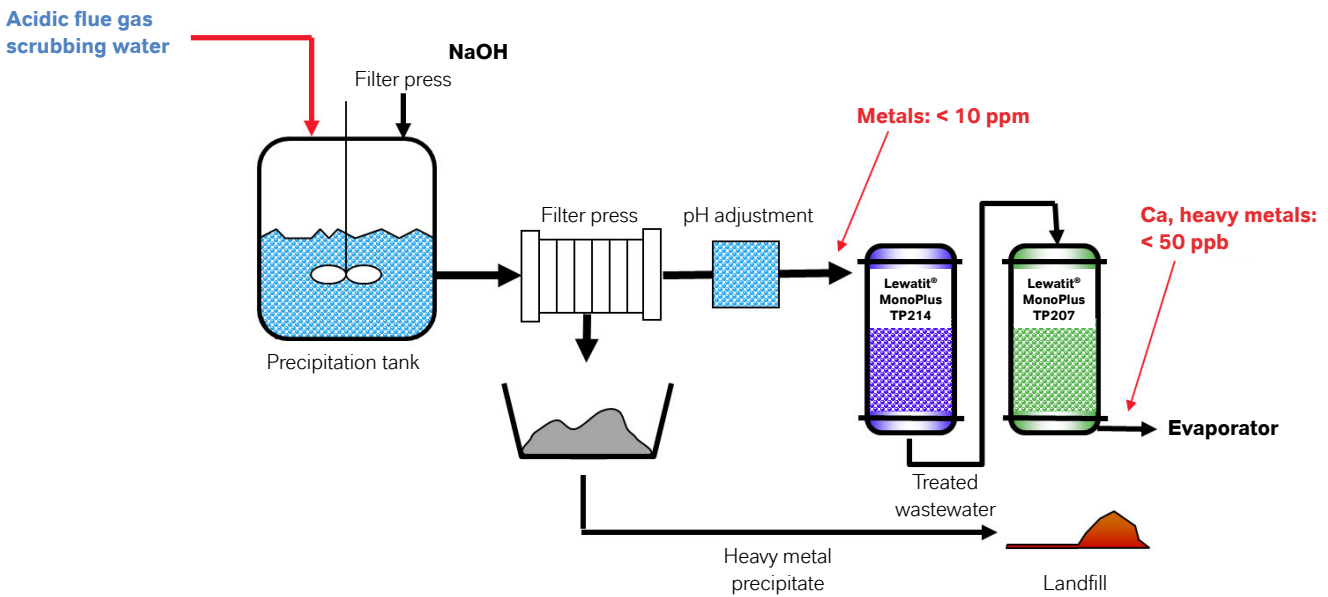 Acidic flue gas
scrubbing water
NaOH
Filter press
Metals: < 10 ppm
Filter press
pH adjustment
Ca, heavy metals:
< 50 ppb
Lewatit®
MonoPlus
TP214
Lewatit®
MonoPlus
TP207
Precipitation tank
Evaporator
Treated
wastewater
Heavy metal
precipitate
Landfill